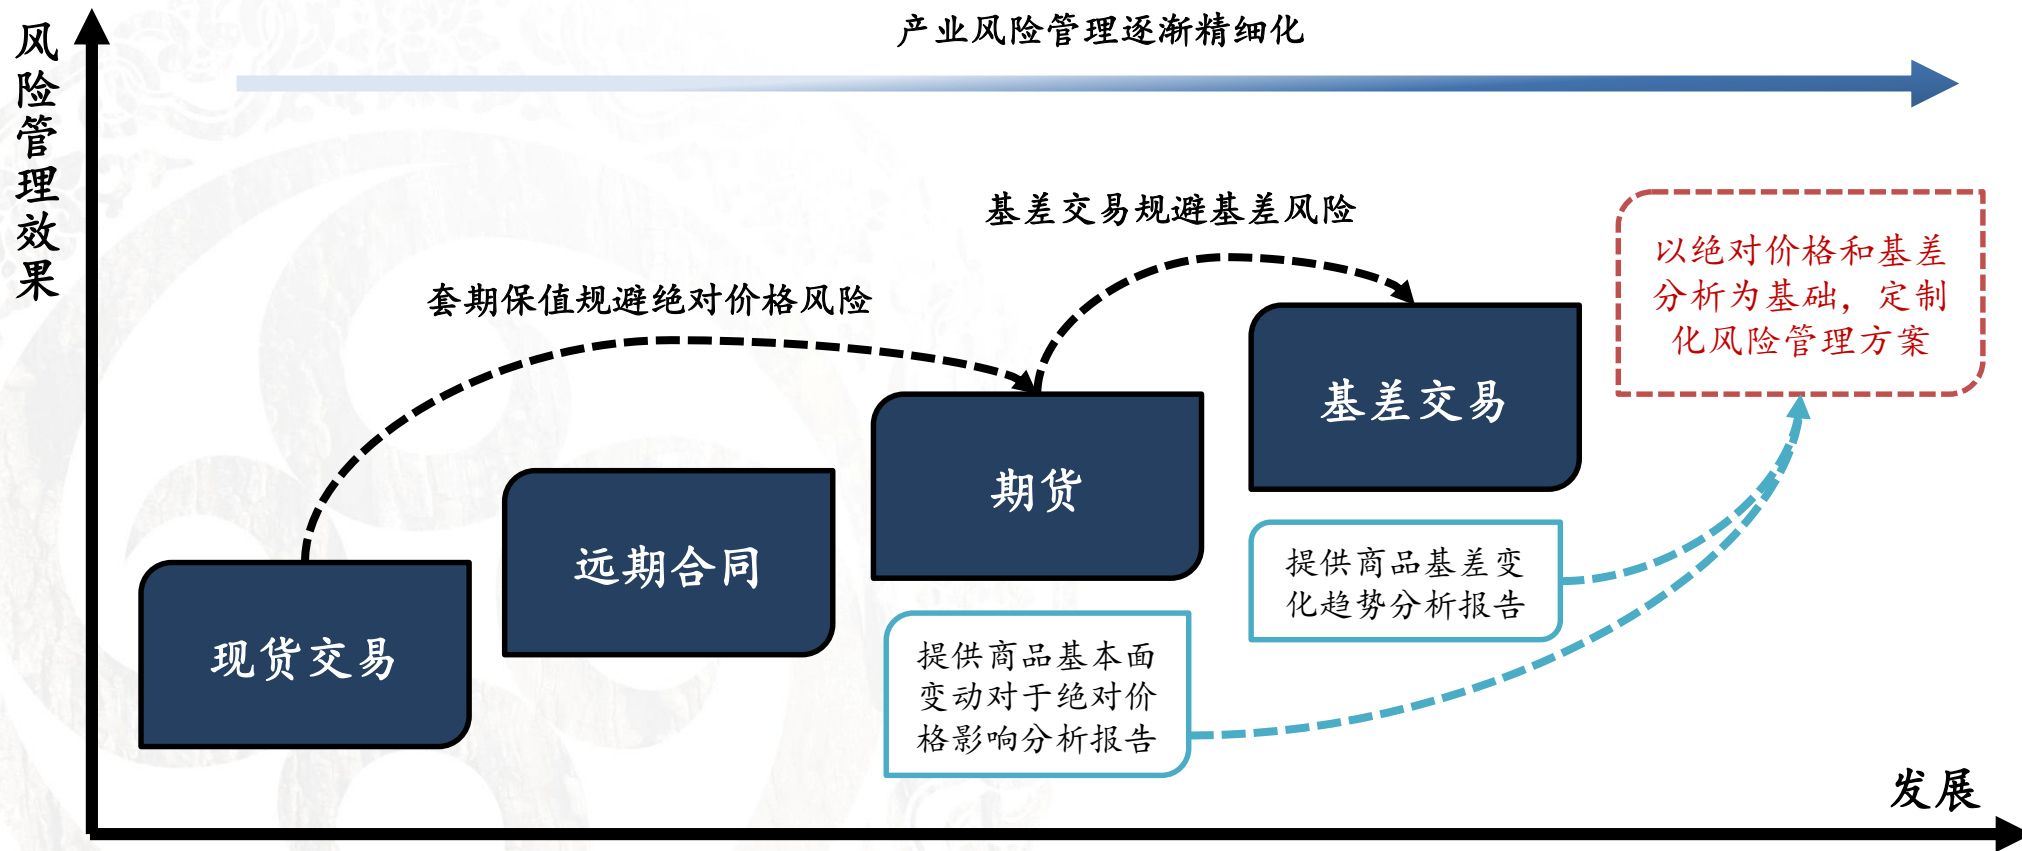 风险管理效果
产业风险管理逐渐精细化
基差交易规避基差风险
套期保值规避绝对价格风险
以绝对价格和基差
分析为基础，定制
化风险管理方案
基差交易
期货
远期合同
现货交易
提供商品基差变
化趋势分析报告
提供商品基本面
变动对于绝对价
格影响分析报告
发展